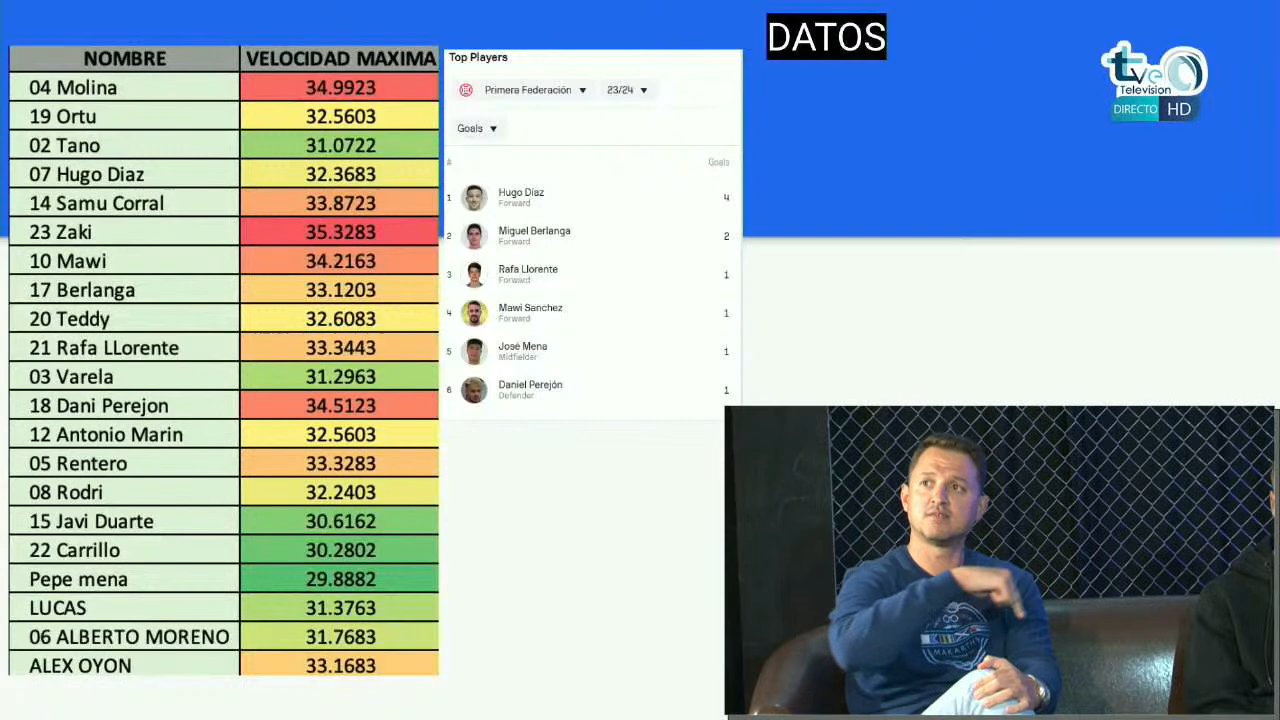 DATOS
tve
Televisión
DIRECTO HD
NOMBRE VELOCIDAD MAXIMA
04 Molina 34.9923
19 Ortu 32.5603
02 Tano 31.0722
07 Hugo Diaz 32.3683
14 Samu Corral 33.8723
23 Zaki 35.3283
10 Mawi 34.2163
17 Berlanga 33.1203
20 Teddy 32.6083
21 Rafa LLorente 33.3443
03 Varela 31.2963
18 Dani Perejon 34.5123
12 Antonio Marin 32.5603
05 Rentero 33.3283
08 Rodri 32.2403
15 Javi Duarte 30.6162
22 Carrillo 30.2802
Pepe mena 29.8882
LUCAS 31.3763
06 ALBERTO MORENO 31.7683
ALEX OYON 33.1683
Top Players
Primera Federación 23/24
Goals
# Goals
1 Hugo Díaz 4
Forward
2 Miguel Berlanga 2
Forward
3 Rafa Llorente 1
Forward
4 Mawi Sanchez 1
Forward
5 José Mena 1
Midfielder
6 Daniel Perejón 1
Defender